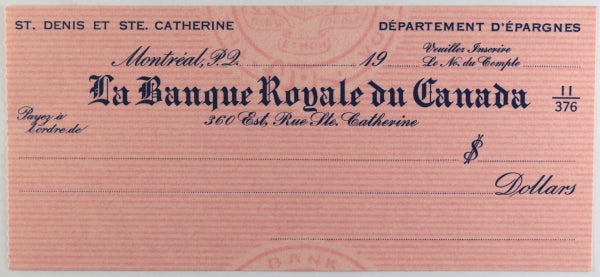 ST. DENIS ET STE. CATHERINE
DÉPARTEMENT D'ÉPARGNES
Montréal, P.Q. 19
Veuillez Inscrire
Le No. du Compte
La Banque Royale du Canada
11
376
360 Est, Rue Ste. Catherine
Payez à
l'ordre de
$
Dollars
BANK